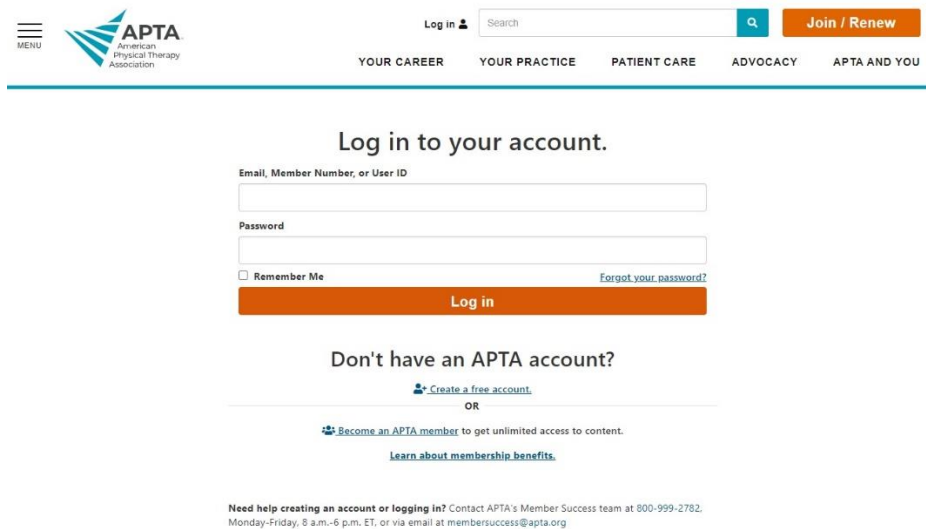 MENU
APTA
American
Physical Therapy
Association
Log in
Search
Join / Renew
YOUR CAREER YOUR PRACTICE PATIENT CARE ADVOCACY APTA AND YOU
Log in to your account.
Email, Member Number, or User ID
Password
Remember Me Forgot your password?
Log in
Don't have an APTA account?
Create a free account.
OR
Become an APTA member to get unlimited access to content.
Learn about membership benefits.
Need help creating an account or logging in? Contact APTA's Member Success team at 800-999-2782,
Monday-Friday, 8 a.m.-6 p.m. ET, or via email at membersuccess@apta.org